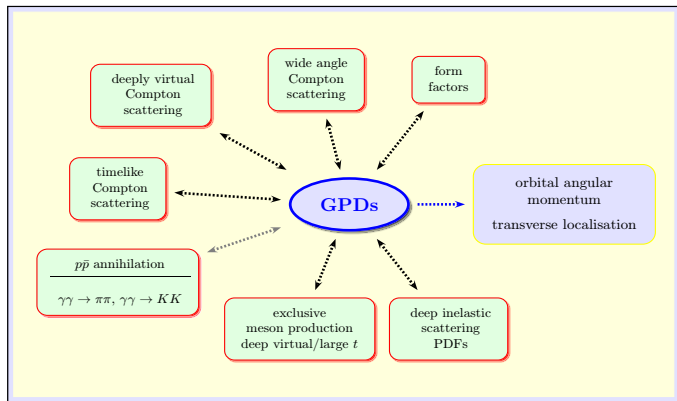 wide angle
Compton
scattering
form
factors
deeply virtual
Compton
scattering
timelike
Compton
scattering
GPDs
orbital angular
momentum
transverse localisation
pp̄ annihilation
γγ → ππ, γγ → KK
exclusive
meson production
deep virtual/large t
deep inelastic
scattering
PDFs